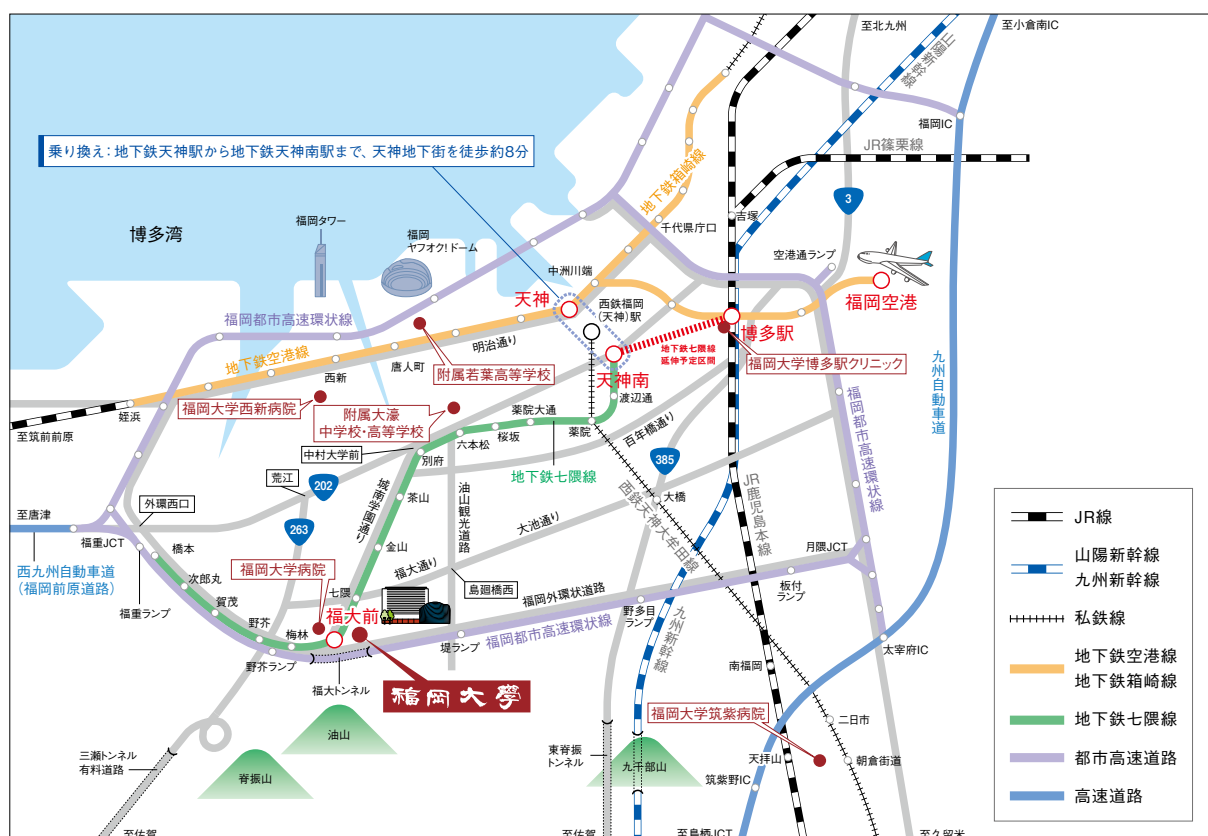 至北九州
至小倉南IC
山陽新幹線
福岡IC
乗り換え：地下鉄天神駅から地下鉄天神南駅まで、天神地下街を徒歩約8分
JR篠栗線
地下鉄箱崎線
3
吉塚
千代県庁口
福岡タワー
福岡
ヤフオク!ドーム
博多湾
空港通ランプ
中洲川端
福岡空港
天神
西鉄福岡
(天神)駅
福岡都市高速環状線
博多駅
地下鉄七隈線
延伸予定区間
福岡大学博多駅クリニック
明治通り
地下鉄空港線
天神南
唐人町
附属若葉高等学校
西新
九州自動車道
姪浜
福岡大学西新病院
附属大濠
中学校・高等学校
渡辺通
薬院大通
桜坂
薬院
六本松
百年橋通り
福岡都市高速環状線
至筑前前原
中村大学前
別府
地下鉄七隈線
385
荒江
202
城南学園通り
茶山
油山観光道路
大橋
JR鹿児島本線
西鉄天神大牟田線
外環西口
至唐津
263
大池通り
福重JCT
橋本
金山
月隈JCT
西九州自動車道
(福岡前原道路)
次郎丸
福岡大学病院
福大通り
島廻橋西
板付
ランプ
福重ランプ
賀茂
七隈
福岡外環状道路
野多目
ランプ
野芥
梅林
福大前
福岡都市高速環状線
堤ランプ
九州新幹線
太宰府IC
野芥ランプ
福大トンネル
福岡大學
南福岡
福岡大学筑紫病院
二日市
油山
三瀬トンネル
有料道路
脊振山
東脊振
トンネル
九千部山
天拝山
朝倉街道
筑紫野IC
至佐賀
至佐賀
至鳥栖JCT
至久留米
JR線
山陽新幹線
九州新幹線
私鉄線
地下鉄空港線
地下鉄箱崎線
地下鉄七隈線
都市高速道路
高速道路